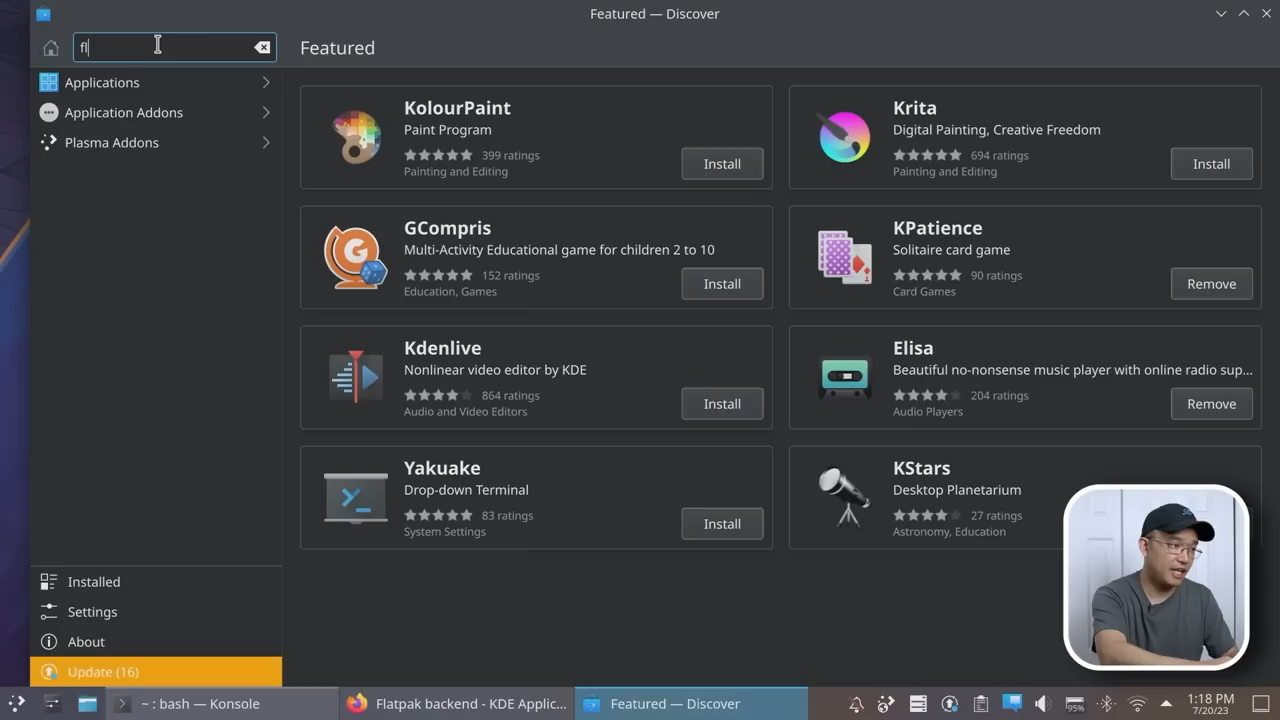 Featured — Discover
fl
Featured
Applications
Application Addons
Plasma Addons
KolourPaint
Paint Program
399 ratings
Painting and Editing
Install
Krita
Digital Painting, Creative Freedom
694 ratings
Painting and Editing
Install
GCompris
Multi-Activity Educational game for children 2 to 10
152 ratings
Education, Games
Install
KPatience
Solitaire card game
90 ratings
Card Games
Remove
Kdenlive
Nonlinear video editor by KDE
864 ratings
Audio and Video Editors
Install
Elisa
Beautiful no-nonsense music player with online radio sup...
204 ratings
Audio Players
Remove
Yakuake
Drop-down Terminal
83 ratings
System Settings
Install
KStars
Desktop Planetarium
27 ratings
Astronomy, Education
Installed
Settings
About
Update (16)
~ : bash — Konsole
Flatpak backend - KDE Applic...
Featured — Discover
95%
1:18 PM
7/20/23